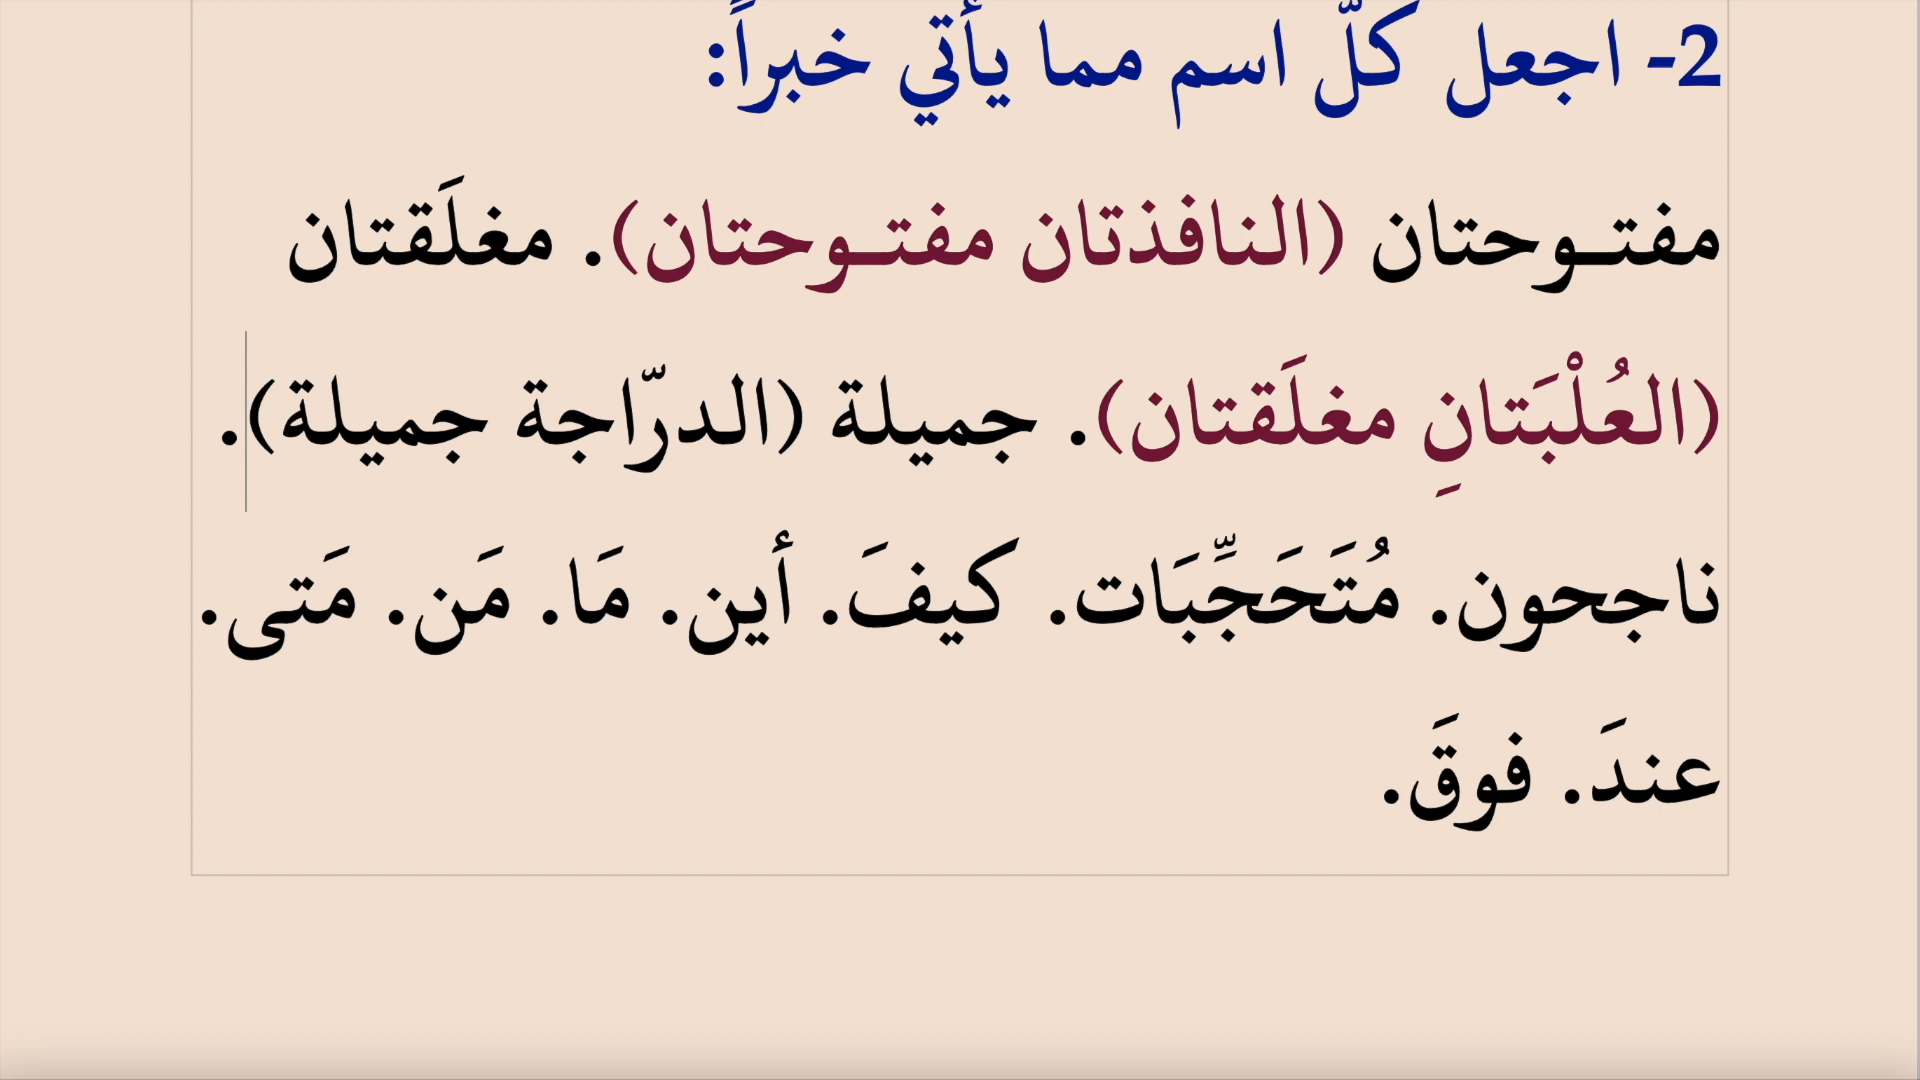 2- اجعل كلّ اسم مما يأتي خبراً:
مفتـوحتان (النافذتان مفتـوحتان). مغلَقتان
(العُلْبَتانِ مغلَقتان). جميلة (الدرّاجة جميلة).
ناجحون. مُتَحَجِّبَات. كيفَ. أين. مَا. مَن. مَتى.
عندَ. فوقَ.